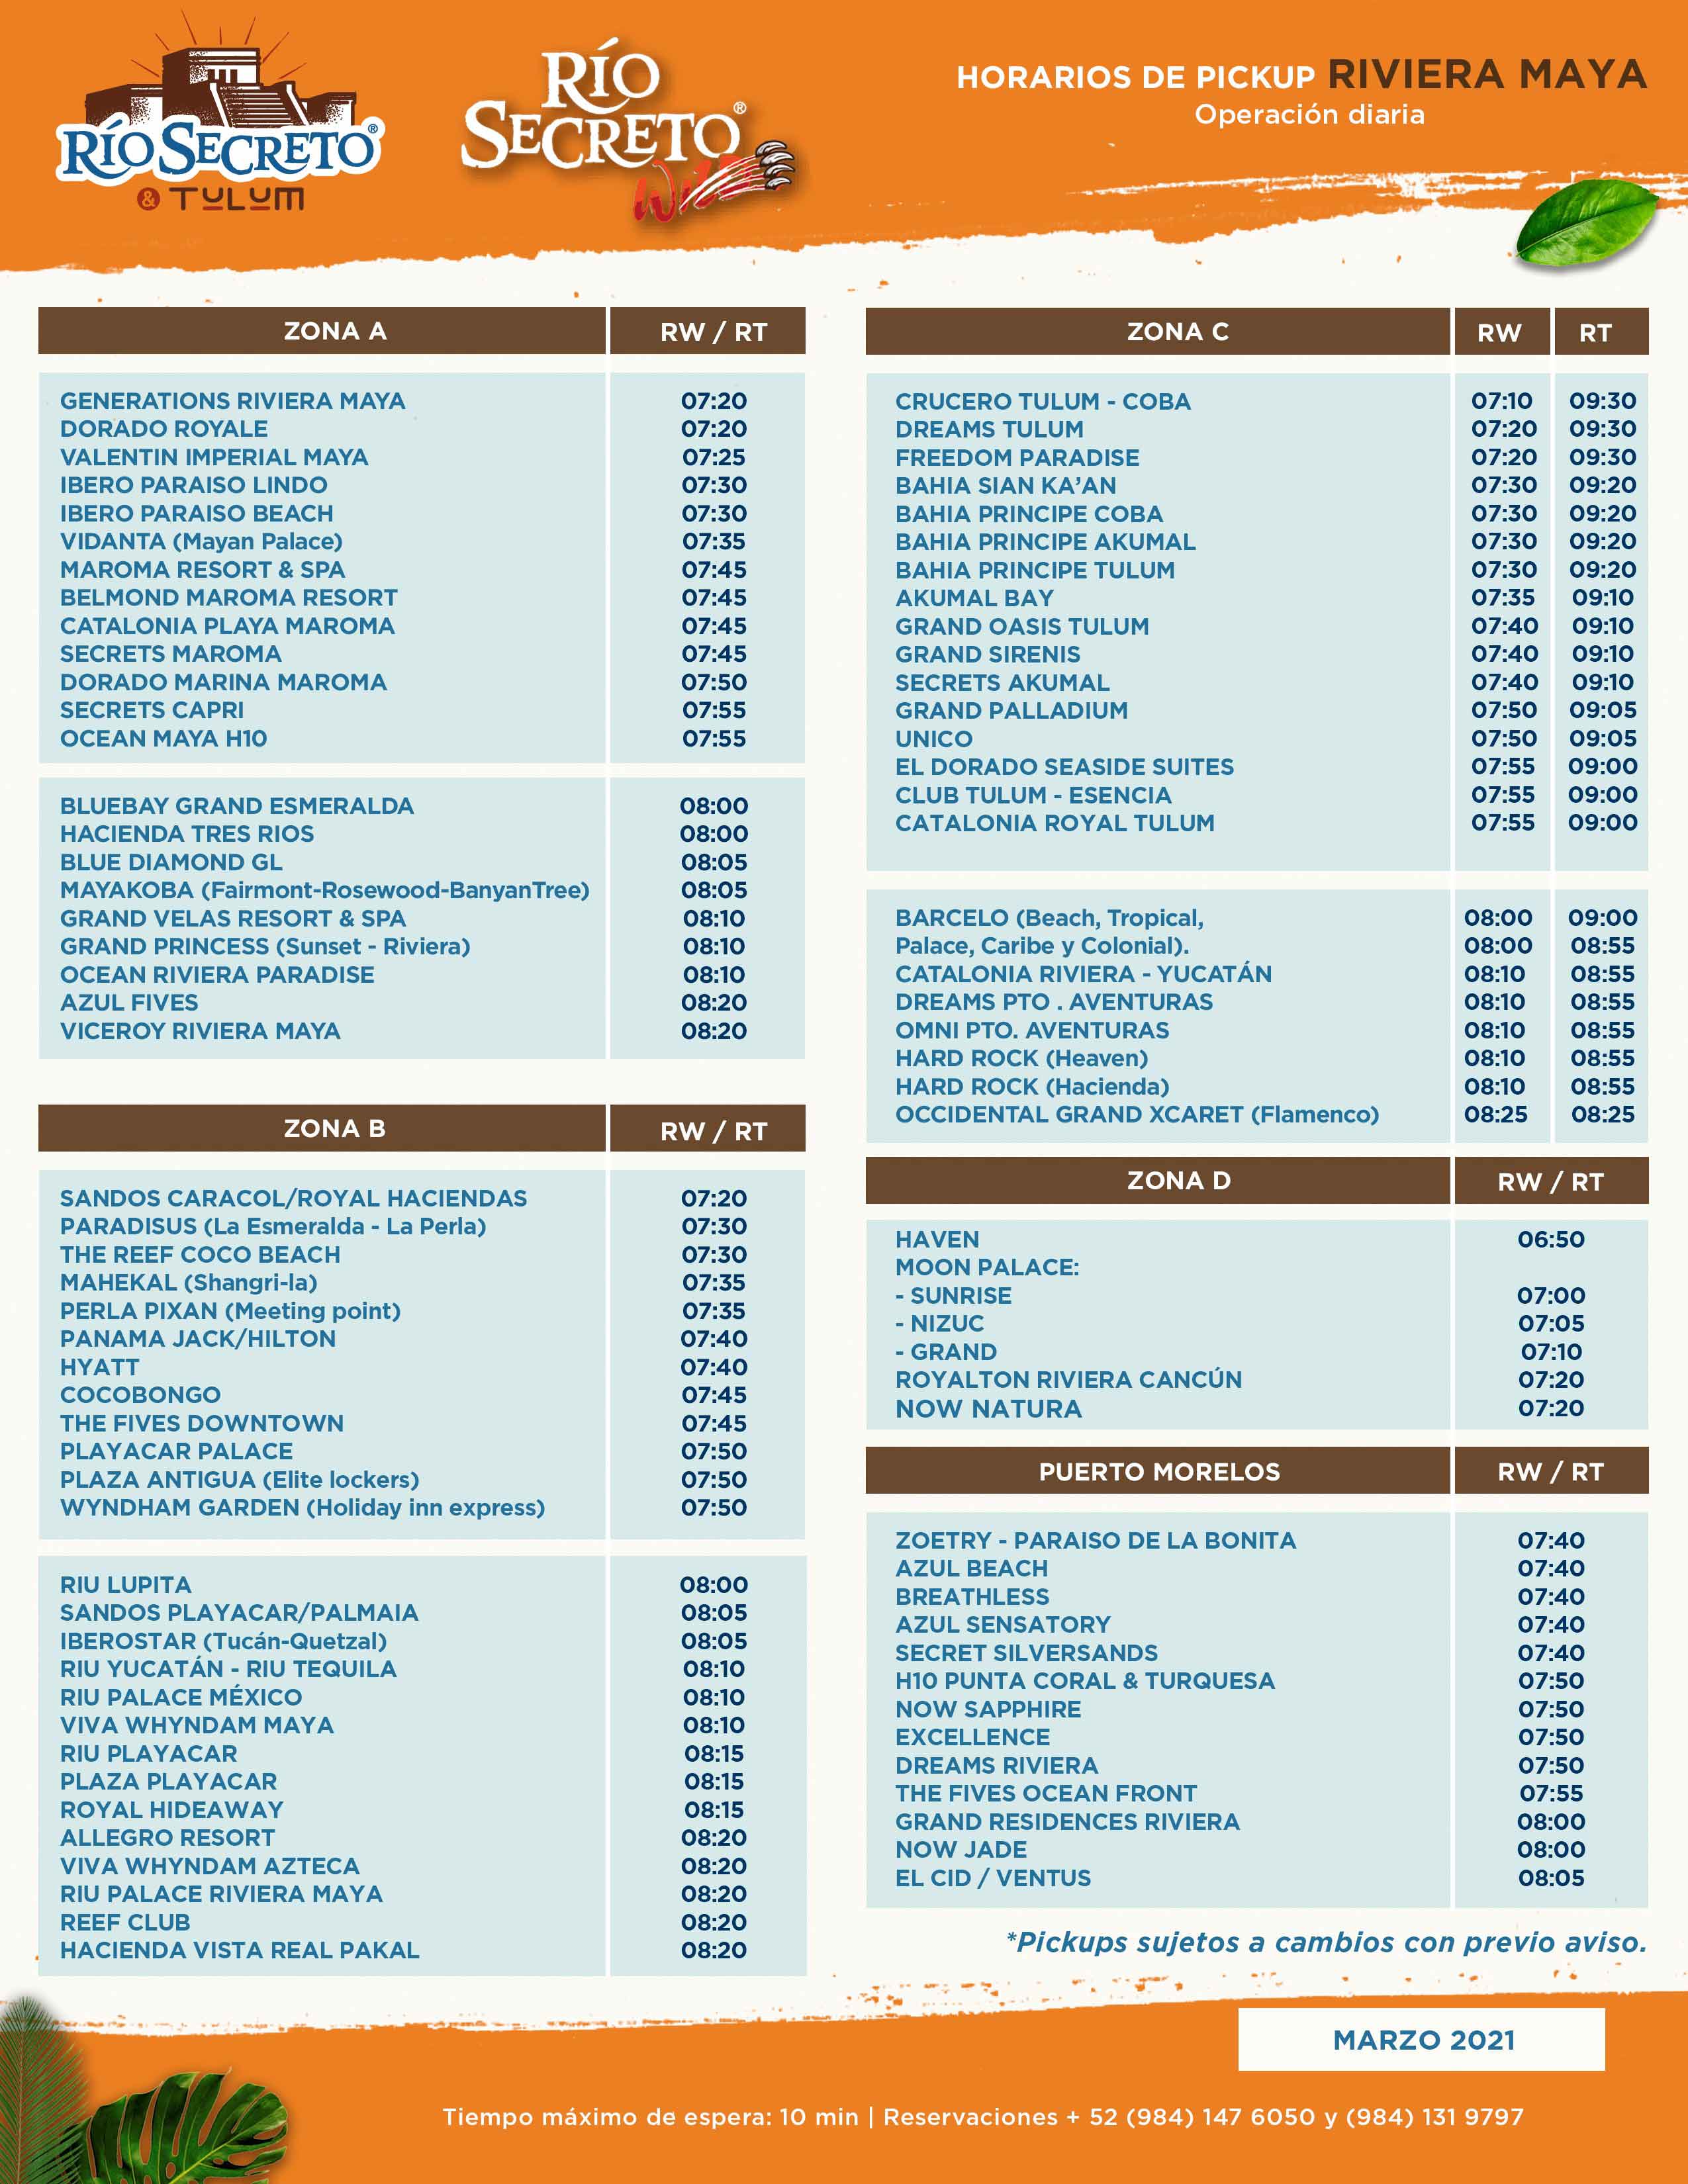 RÍO SECRETO®
& TULUM
RÍO
SECRETO®
Wild
HORARIOS DE PICKUP RIVIERA MAYA
Operación diaria
ZONA A RW / RT
GENERATIONS RIVIERA MAYA 07:20
DORADO ROYALE 07:20
VALENTIN IMPERIAL MAYA 07:25
IBERO PARAISO LINDO 07:30
IBERO PARAISO BEACH 07:30
VIDANTA (Mayan Palace) 07:35
MAROMA RESORT & SPA 07:45
BELMOND MAROMA RESORT 07:45
CATALONIA PLAYA MAROMA 07:45
SECRETS MAROMA 07:45
DORADO MARINA MAROMA 07:50
SECRETS CAPRI 07:55
OCEAN MAYA H10 07:55
BLUEBAY GRAND ESMERALDA 08:00
HACIENDA TRES RIOS 08:00
BLUE DIAMOND GL 08:05
MAYAKOBA (Fairmont-Rosewood-BanyanTree) 08:05
GRAND VELAS RESORT & SPA 08:10
GRAND PRINCESS (Sunset - Riviera) 08:10
OCEAN RIVIERA PARADISE 08:10
AZUL FIVES 08:20
VICEROY RIVIERA MAYA 08:20
ZONA B RW / RT
SANDOS CARACOL/ROYAL HACIENDAS 07:20
PARADISUS (La Esmeralda - La Perla) 07:30
THE REEF COCO BEACH 07:30
MAHEKAL (Shangri-la) 07:35
PERLA PIXAN (Meeting point) 07:35
PANAMA JACK/HILTON 07:40
HYATT 07:40
COCOBONGO 07:45
THE FIVES DOWNTOWN 07:45
PLAYACAR PALACE 07:50
PLAZA ANTIGUA (Elite lockers) 07:50
WYNDHAM GARDEN (Holiday inn express) 07:50
RIU LUPITA 08:00
SANDOS PLAYACAR/PALMAIA 08:05
IBEROSTAR (Tucán-Quetzal) 08:05
RIU YUCATÁN - RIU TEQUILA 08:10
RIU PALACE MÉXICO 08:10
VIVA WHYNDAM MAYA 08:10
RIU PLAYACAR 08:15
PLAZA PLAYACAR 08:15
ROYAL HIDEAWAY 08:15
ALLEGRO RESORT 08:20
VIVA WHYNDAM AZTECA 08:20
RIU PALACE RIVIERA MAYA 08:20
REEF CLUB 08:20
HACIENDA VISTA REAL PAKAL 08:20
ZONA C RW RT
CRUCERO TULUM - COBA 07:10 09:30
DREAMS TULUM 07:20 09:30
FREEDOM PARADISE 07:20 09:30
BAHIA SIAN KA’AN 07:30 09:20
BAHIA PRINCIPE COBA 07:30 09:20
BAHIA PRINCIPE AKUMAL 07:30 09:20
BAHIA PRINCIPE TULUM 07:30 09:20
AKUMAL BAY 07:35 09:10
GRAND OASIS TULUM 07:40 09:10
GRAND SIRENIS 07:40 09:10
SECRETS AKUMAL 07:40 09:10
GRAND PALLADIUM 07:50 09:05
UNICO 07:50 09:05
EL DORADO SEASIDE SUITES 07:55 09:00
CLUB TULUM - ESENCIA 07:55 09:00
CATALONIA ROYAL TULUM 07:55 09:00
BARCELO (Beach, Tropical, 08:00 09:00
Palace, Caribe y Colonial). 08:00 08:55
CATALONIA RIVIERA - YUCATÁN 08:10 08:55
DREAMS PTO . AVENTURAS 08:10 08:55
OMNI PTO. AVENTURAS 08:10 08:55
HARD ROCK (Heaven) 08:10 08:55
HARD ROCK (Hacienda) 08:10 08:55
OCCIDENTAL GRAND XCARET (Flamenco) 08:25 08:25
ZONA D RW / RT
HAVEN 06:50
MOON PALACE:
- SUNRISE 07:00
- NIZUC 07:05
- GRAND 07:10
ROYALTON RIVIERA CANCÚN 07:20
NOW NATURA 07:20
PUERTO MORELOS RW / RT
ZOETRY - PARAISO DE LA BONITA 07:40
AZUL BEACH 07:40
BREATHLESS 07:40
AZUL SENSATORY 07:40
SECRET SILVERSANDS 07:40
H10 PUNTA CORAL & TURQUESA 07:50
NOW SAPPHIRE 07:50
EXCELLENCE 07:50
DREAMS RIVIERA 07:50
THE FIVES OCEAN FRONT 07:55
GRAND RESIDENCES RIVIERA 08:00
NOW JADE 08:00
EL CID / VENTUS 08:05
*Pickups sujetos a cambios con previo aviso.
MARZO 2021
Tiempo máximo de espera: 10 min | Reservaciones + 52 (984) 147 6050 y (984) 131 9797